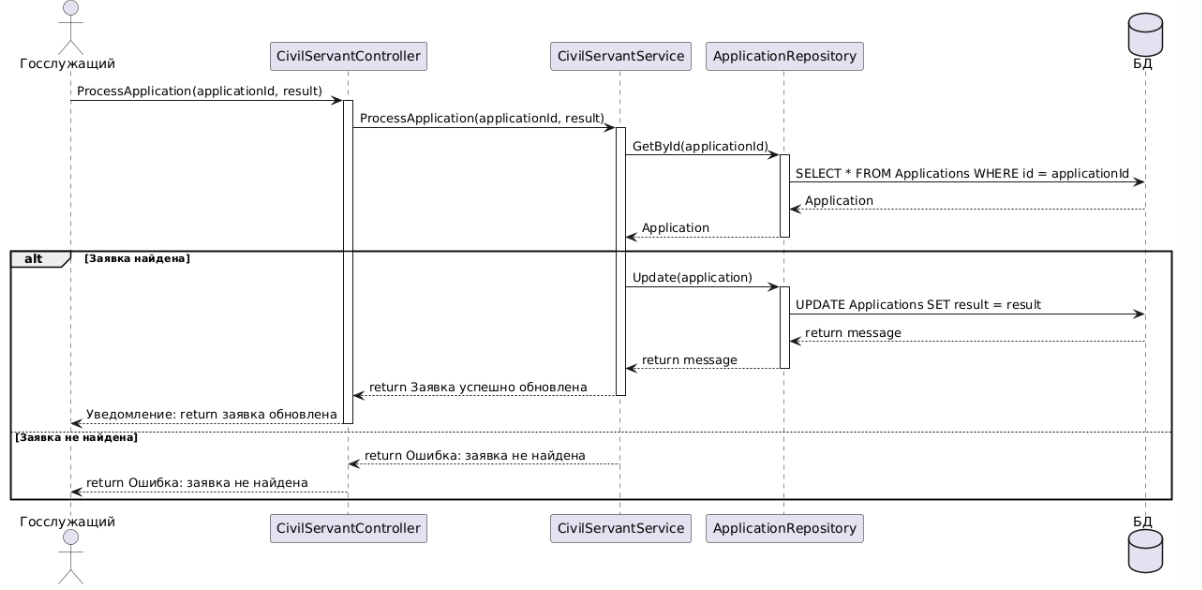 Госслужащий
CivilServantController
CivilServantService
ApplicationRepository
БД
ProcessApplication(applicationId, result)
ProcessApplication(applicationId, result)
GetById(applicationId)
SELECT * FROM Applications WHERE id = applicationId
Application
Application
alt
[Заявка найдена]
Update(application)
UPDATE Applications SET result = result
return message
return message
return Заявка успешно обновлена
Уведомление: return заявка обновлена
[Заявка не найдена]
return Ошибка: заявка не найдена
return Ошибка: заявка не найдена
Госслужащий
CivilServantController
CivilServantService
ApplicationRepository
БД